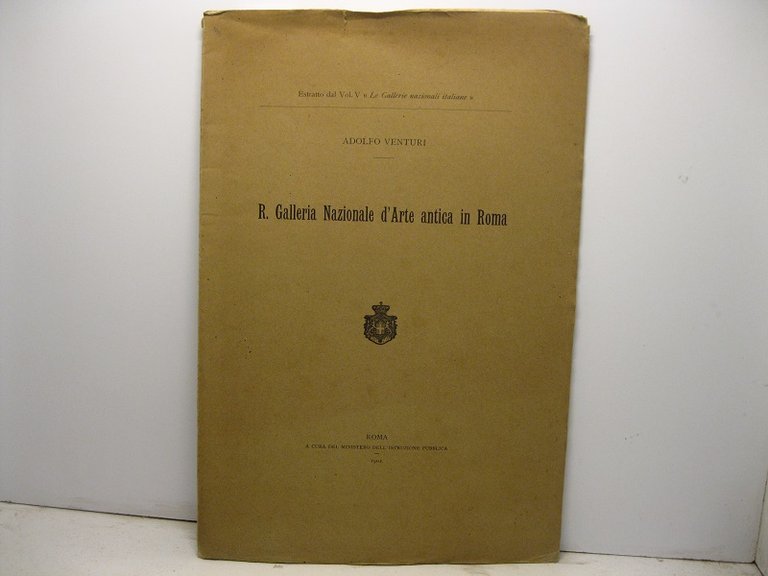 Estratto dal Vol. V « Le Gallerie nazionali italiane »
ADOLFO VENTURI
R. Galleria Nazionale d'Arte antica in Roma
ROMA
A CURA DEL MINISTERO DELL'ISTRUZIONE PUBBLICA
1902